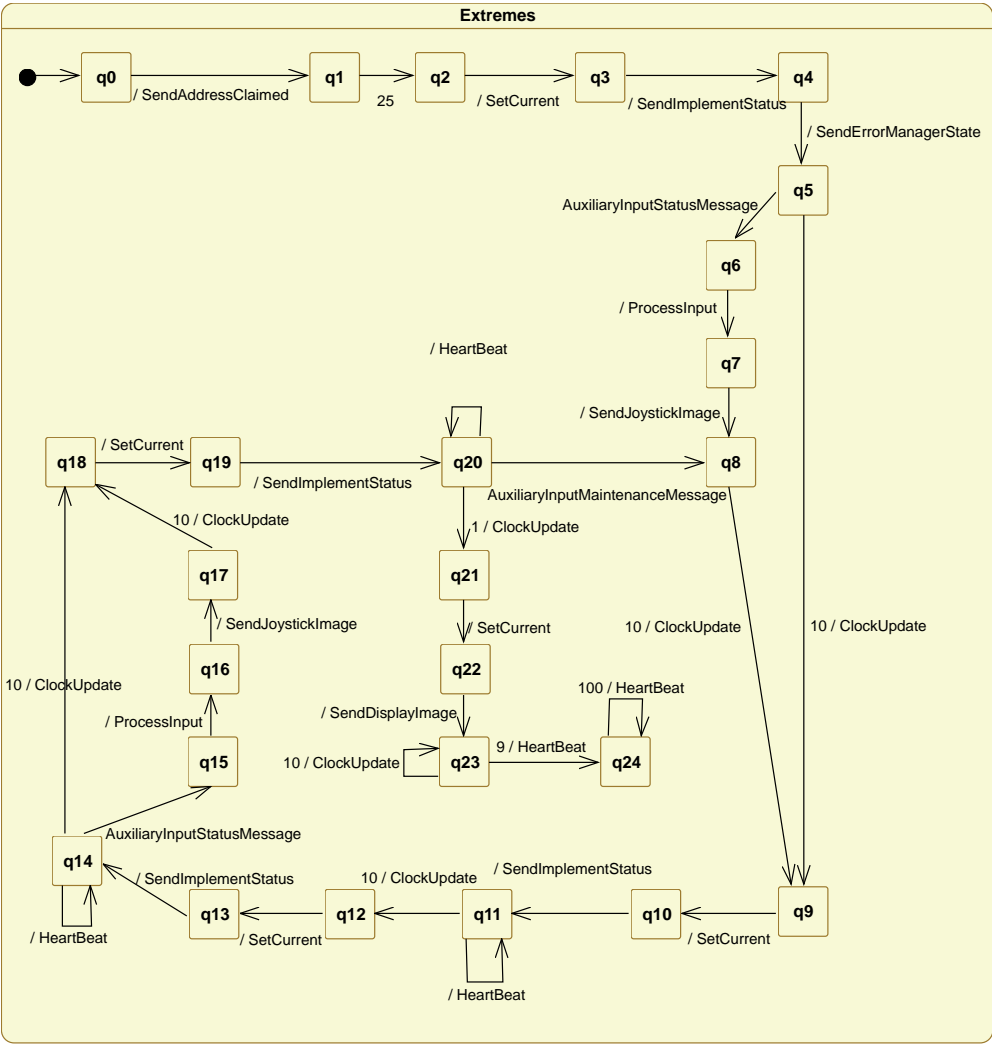 Extremes
q0
q1
q2
q3
q4
/ SendAddressClaimed
25
/ SetCurrent
/ SendImplementStatus
/ SendErrorManagerState
q5
AuxiliaryInputStatusMessage
q6
/ ProcessInput
/ HeartBeat
q7
/ SendJoystickImage
/ SetCurrent
q18
q19
q20
q8
/ SendImplementStatus
AuxiliaryInputMaintenanceMessage
10 / ClockUpdate
1 / ClockUpdate
q17
q21
/ SendJoystickImage
/ SetCurrent
10 / ClockUpdate
10 / ClockUpdate
q16
q22
10 / ClockUpdate
100 / HeartBeat
/ ProcessInput
/ SendDisplayImage
9 / HeartBeat
q15
10 / ClockUpdate
q23
q24
AuxiliaryInputStatusMessage
q14
/ SendImplementStatus
10 / ClockUpdate
/ SendImplementStatus
q13
q12
q11
q10
q9
/ HeartBeat
/ SetCurrent
/ SetCurrent
/ HeartBeat